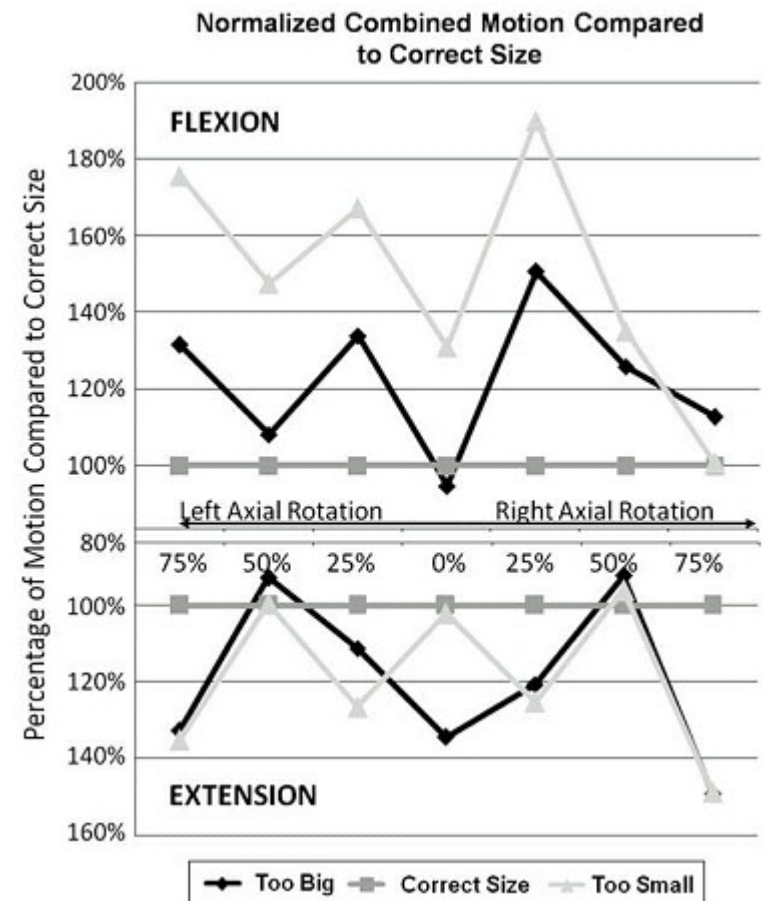 Normalized Combined Motion Compared
to Correct Size
Percentage of Motion Compared to Correct Size
200%
FLEXION
180%
160%
140%
120%
100%
Left Axial Rotation Right Axial Rotation
80%
75% 50% 25% 0% 25% 50% 75%
100%
120%
140%
EXTENSION
160%
Too Big Correct Size Too Small